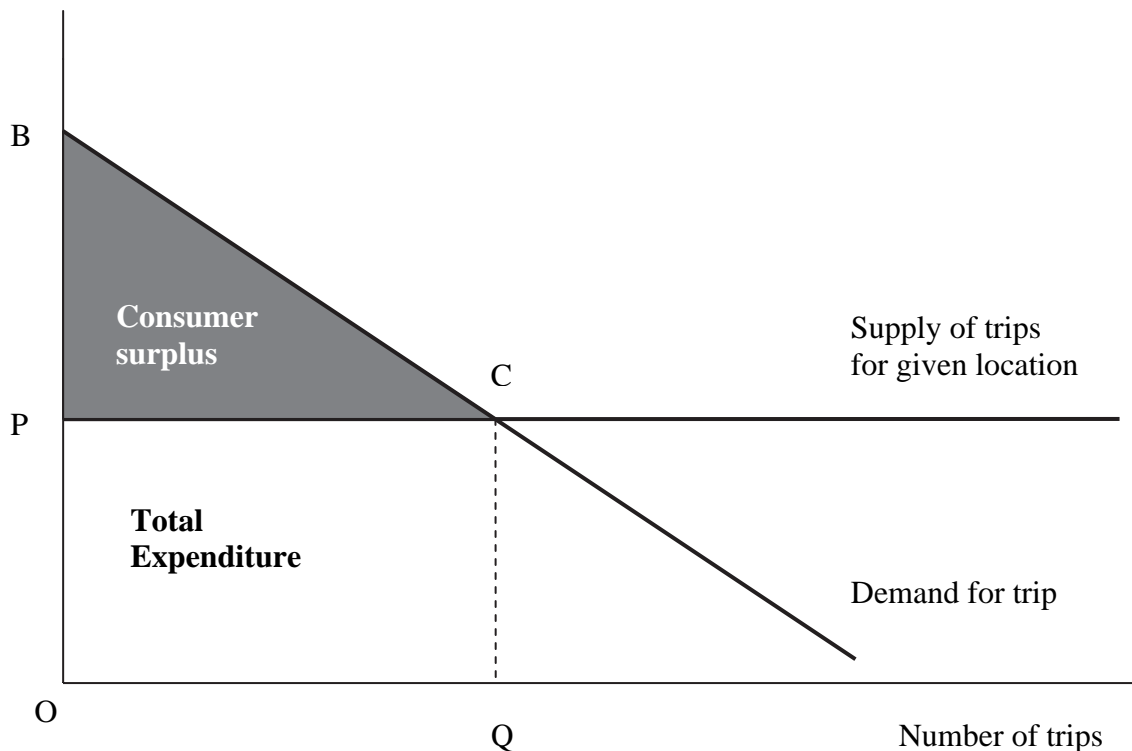 B
Consumer
surplus
Supply of trips
for given location
C
P
Total
Expenditure
Demand for trip
O
Q
Number of trips